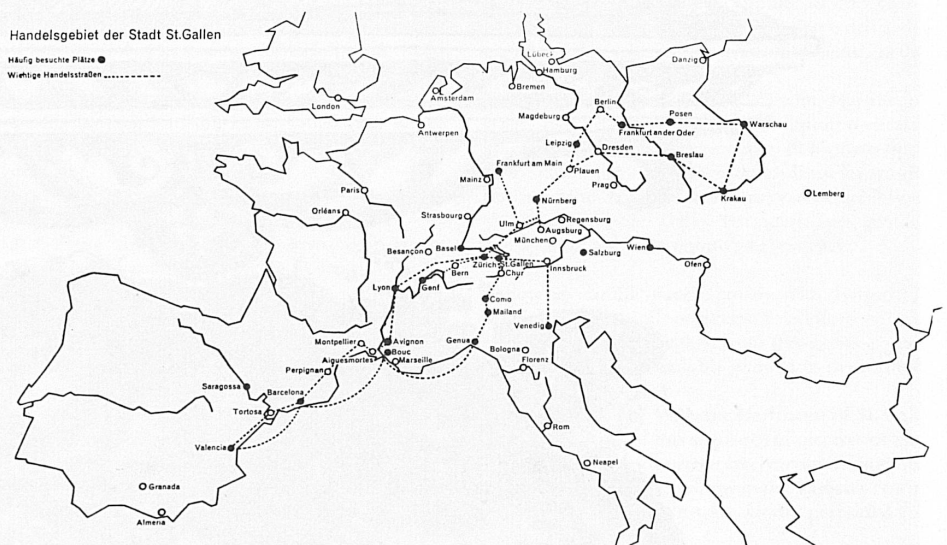 Handelsgebiet der Stadt St.Gallen
Häufig besuchte Plätze
Wichtige Handelsstraßen
Lübeck
Hamburg
Danzig
Bremen
London
Amsterdam
Berlin
Magdeburg
Posen
Warschau
Frankfurt an der Oder
Antwerpen
Leipzig
Dresden
Breslau
Frankfurt am Main
Plauen
Mainz
Prag
Krakau
Lemberg
Paris
Nürnberg
Orléans
Strasbourg
Ulm
Regensburg
Augsburg
München
Besançon
Basel
Salzburg
Wien
Zürich
St.Gallen
Bern
Chur
Innsbruck
Ofen
Lyon
Genf
Como
Mailand
Venedig
Montpellier
Avignon
Genua
Bouc
Aiguesmortes
Marseille
Bologna
Florenz
Perpignan
Saragossa
Barcelona
Tortosa
Rom
Valencia
Neapel
Granada
Almeria